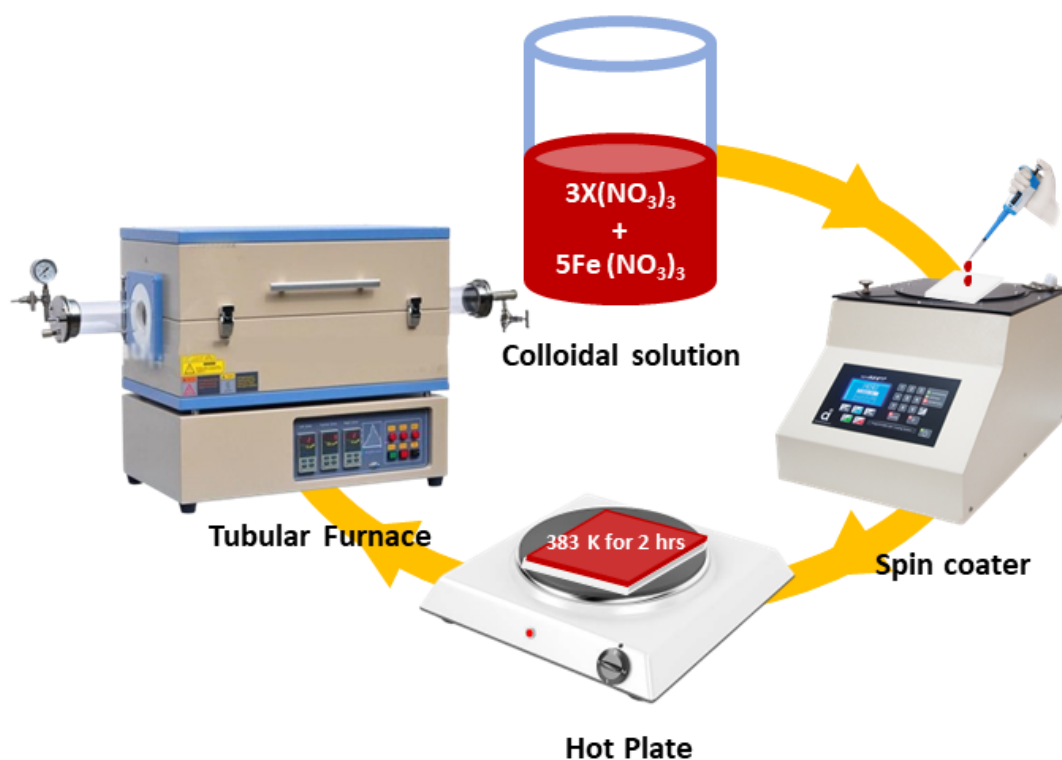 3X(NO₃)₃
+
5Fe (NO₃)₃
Colloidal solution
Spin coater
383 K for 2 hrs
Hot Plate
Tubular Furnace